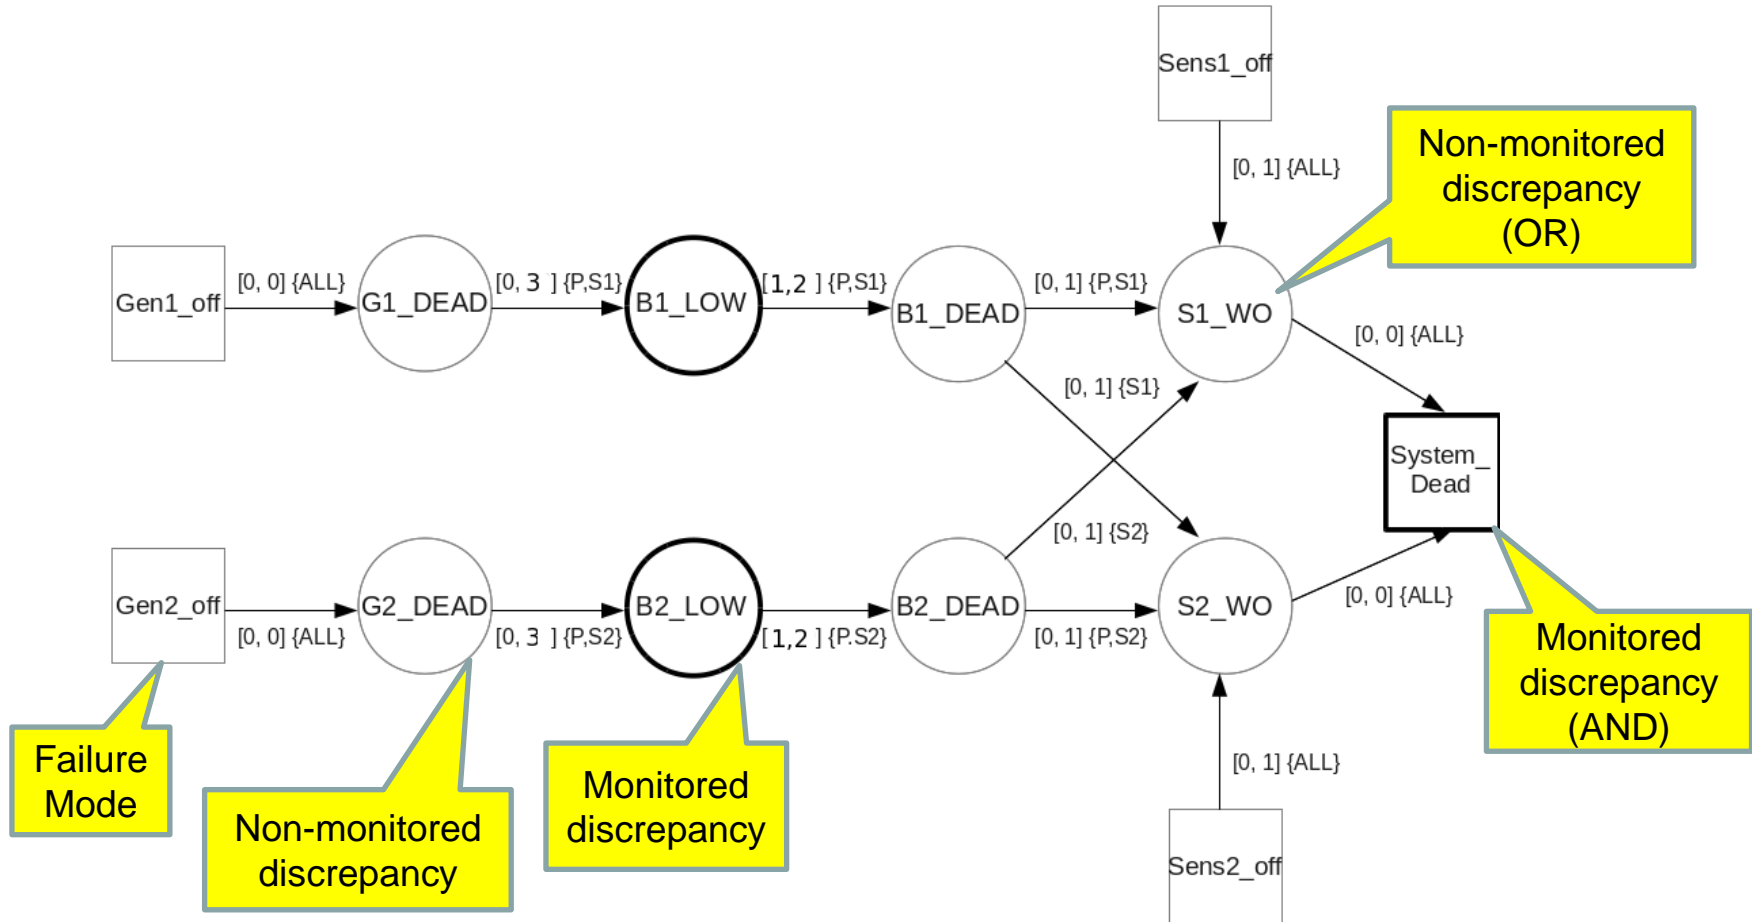 Sens1_off
[0, 1] {ALL}
Non-monitored
discrepancy
(OR)
Gen1_off
[0, 0] {ALL}
G1_DEAD
[0, 3 ] {P,S1}
B1_LOW
[1,2 ] {P,S1}
B1_DEAD
[0, 1] {P,S1}
S1_WO
[0, 0] {ALL}
[0, 1] {S1}
System_
Dead
[0, 1] {S2}
Gen2_off
[0, 0] {ALL}
G2_DEAD
[0, 3 ] {P,S2}
B2_LOW
[1,2 ] {P.S2}
B2_DEAD
[0, 1] {P,S2}
S2_WO
[0, 0] {ALL}
Monitored
discrepancy
(AND)
Failure
Mode
Non-monitored
discrepancy
Monitored
discrepancy
[0, 1] {ALL}
Sens2_off